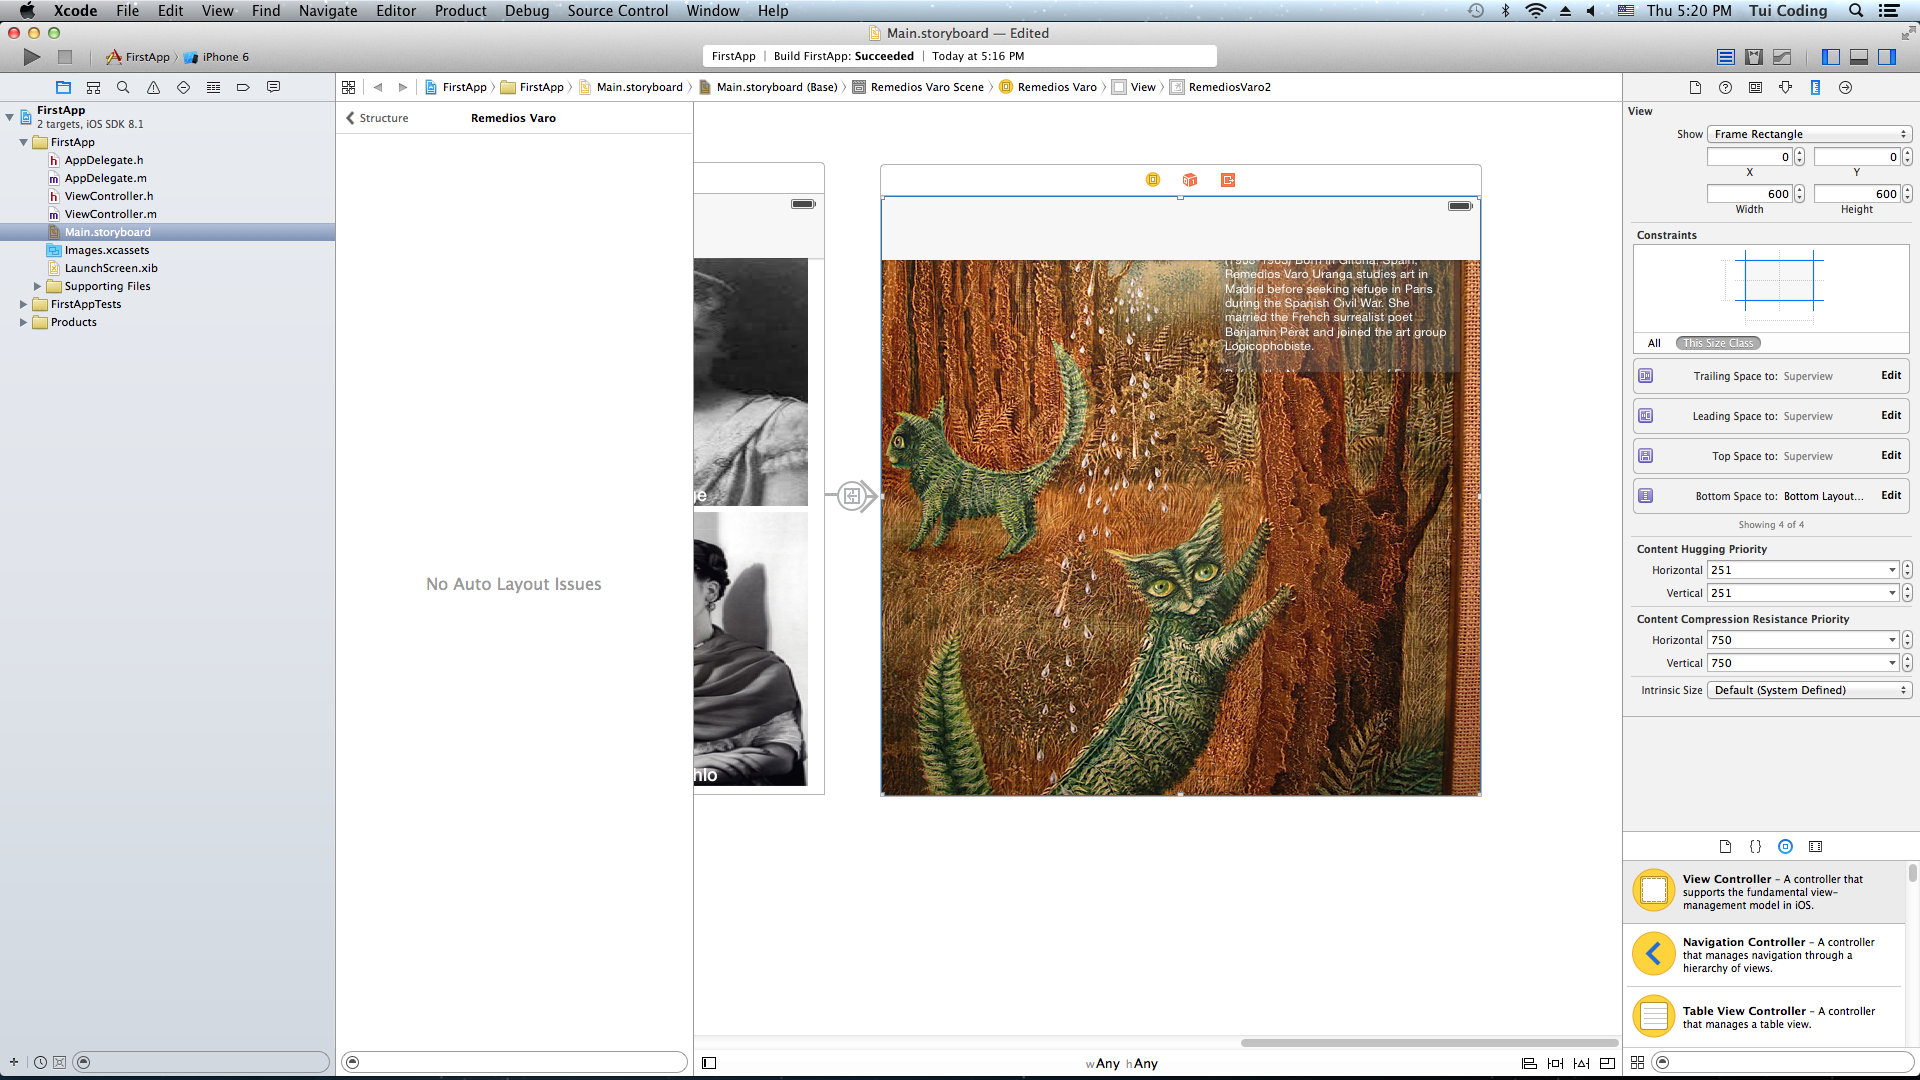 Xcode File Edit View Find Navigate Editor Product Debug Source Control Window Help
Thu 5:20 PM Tui Coding
Main.storyboard — Edited
FirstApp iPhone 6
FirstApp | Build FirstApp: Succeeded | Today at 5:16 PM
FirstApp FirstApp Main.storyboard Main.storyboard (Base) Remedios Varo Scene Remedios Varo View RemediosVaro2
FirstApp
2 targets, iOS SDK 8.1
FirstApp
h AppDelegate.h
m AppDelegate.m
h ViewController.h
m ViewController.m
Main.storyboard
Images.xcassets
LaunchScreen.xib
Supporting Files
FirstAppTests
Products
Structure
Remedios Varo
No Auto Layout Issues
hlo
Remedios Varo Uranga studies art in
Madrid before seeking refuge in Paris
during the Spanish Civil War. She
married the French surrealist poet
Benjamin Péret and joined the art group
Logicophobiste.
wAny hAny
View
Show Frame Rectangle
0 0
X Y
600 600
Width Height
Constraints
All This Size Class
Trailing Space to: Superview Edit
Leading Space to: Superview Edit
Top Space to: Superview Edit
Bottom Space to: Bottom Layout... Edit
Showing 4 of 4
Content Hugging Priority
Horizontal 251
Vertical 251
Content Compression Resistance Priority
Horizontal 750
Vertical 750
Intrinsic Size Default (System Defined)
{ }
View Controller - A controller that
supports the fundamental view-
management model in iOS.
Navigation Controller - A controller
that manages navigation through a
hierarchy of views.
Table View Controller - A controller
that manages a table view.